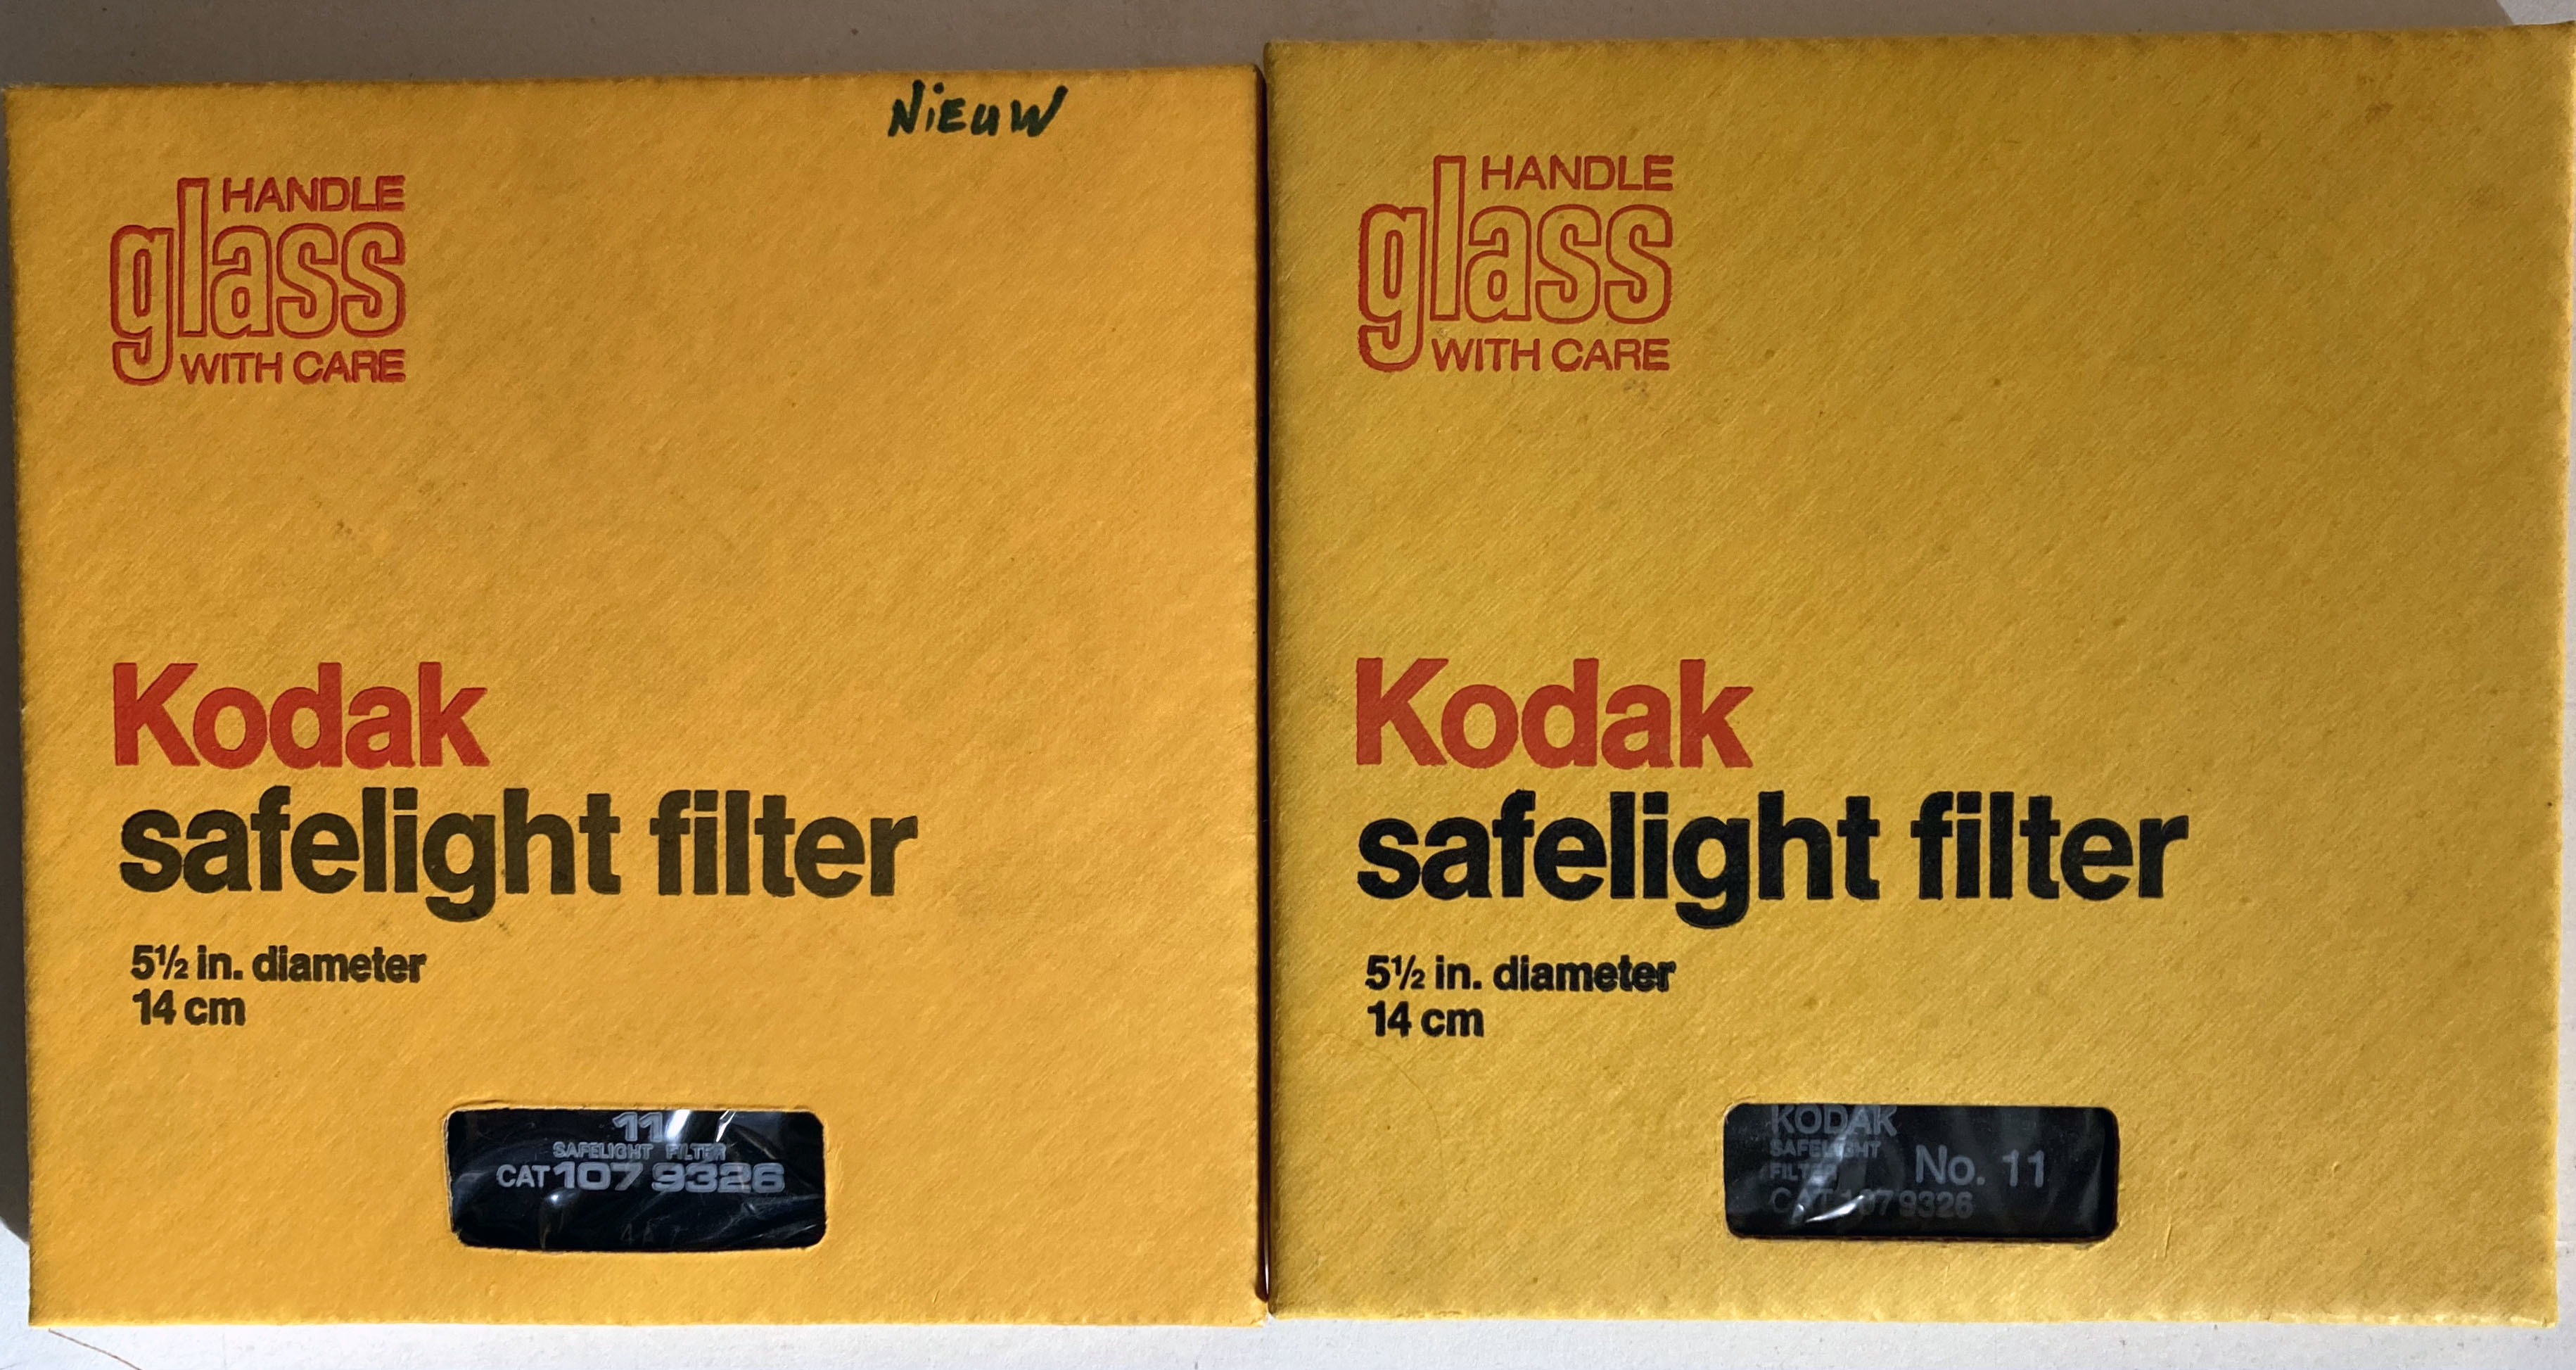 NiEUW
HANDLE
glass
WITH CARE
Kodak
safelight filter
5½ in. diameter
14 cm
11
SAFELIGHT FILTER
CAT 107 9326
HANDLE
glass
WITH CARE
Kodak
safelight filter
5½ in. diameter
14 cm
KODAK
SAFELIGHT
FILTER No. 11
CAT 107 9326